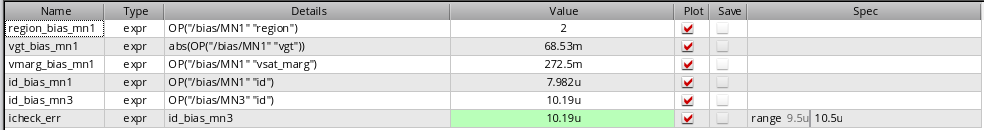 Name Type Details Value Plot Save Spec
region_bias_mn1 expr OP("/bias/MN1" "region") 2
vgt_bias_mn1 expr abs(OP("/bias/MN1" "vgt")) 68.53m
vmarg_bias_mn1 expr OP("/bias/MN1" "vsat_marg") 272.5m
id_bias_mn1 expr OP("/bias/MN1" "id") 7.982u
id_bias_mn3 expr OP("/bias/MN3" "id") 10.19u
icheck_err expr id_bias_mn3 10.19u range 9.5u 10.5u